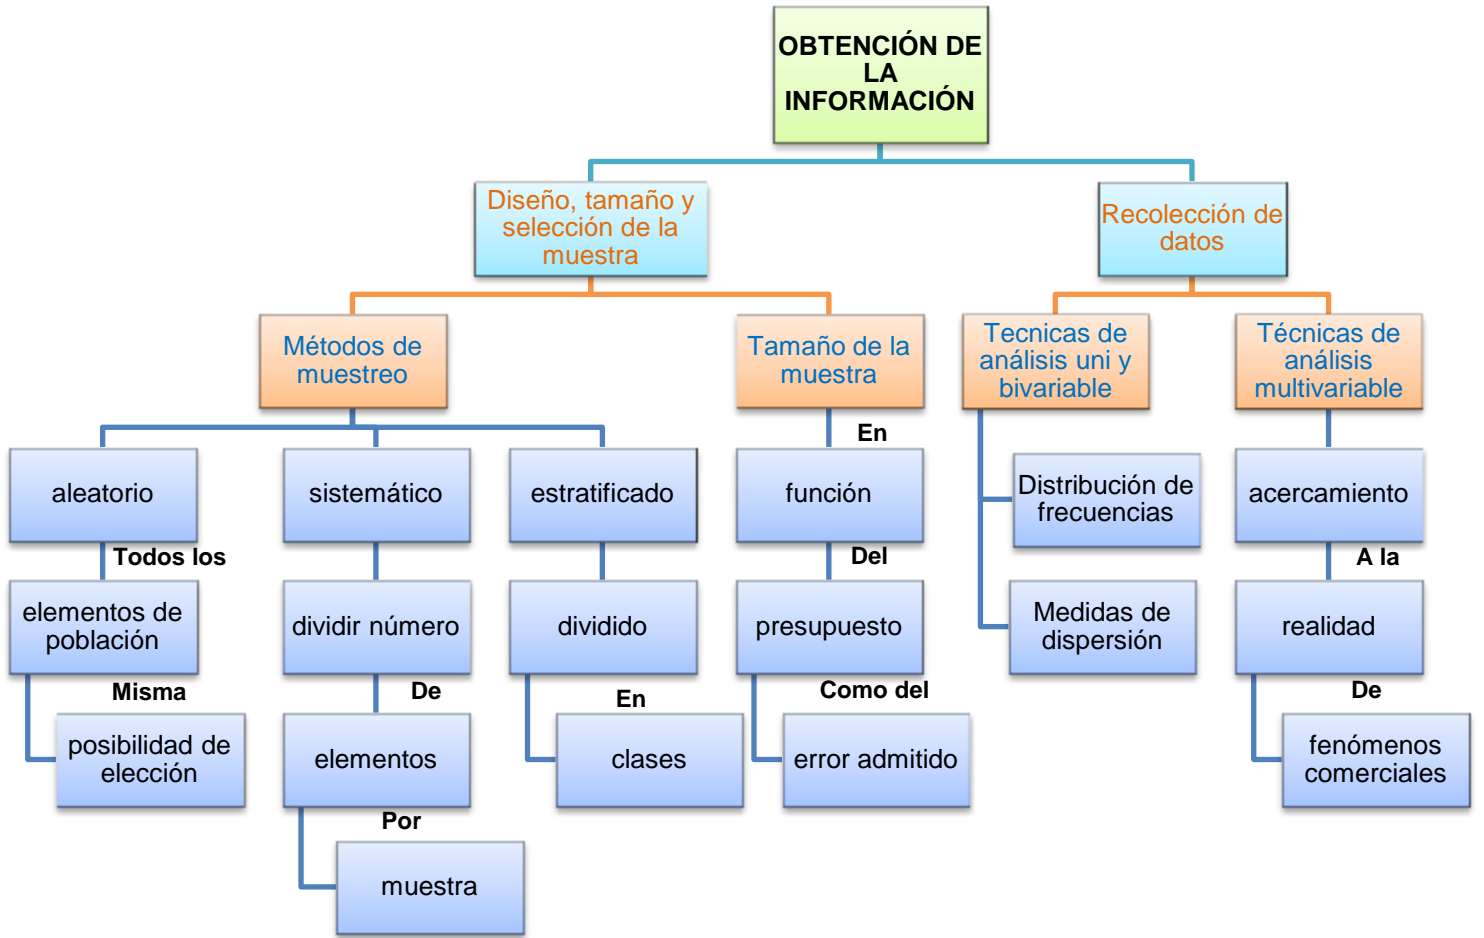 OBTENCIÓN DE
LA
INFORMACIÓN
Diseño, tamaño y
selección de la
muestra
Recolección de
datos
Métodos de
muestreo
Tamaño de la
muestra
Tecnicas de
análisis uni y
bivariable
Técnicas de
análisis
multivariable
En
aleatorio
sistemático
estratificado
función
Distribución de
frecuencias
acercamiento
Todos los
Del
A la
elementos de
población
dividir número
dividido
presupuesto
Medidas de
dispersión
realidad
Misma
De
En
Como del
De
posibilidad de
elección
elementos
clases
error admitido
fenómenos
comerciales
Por
muestra